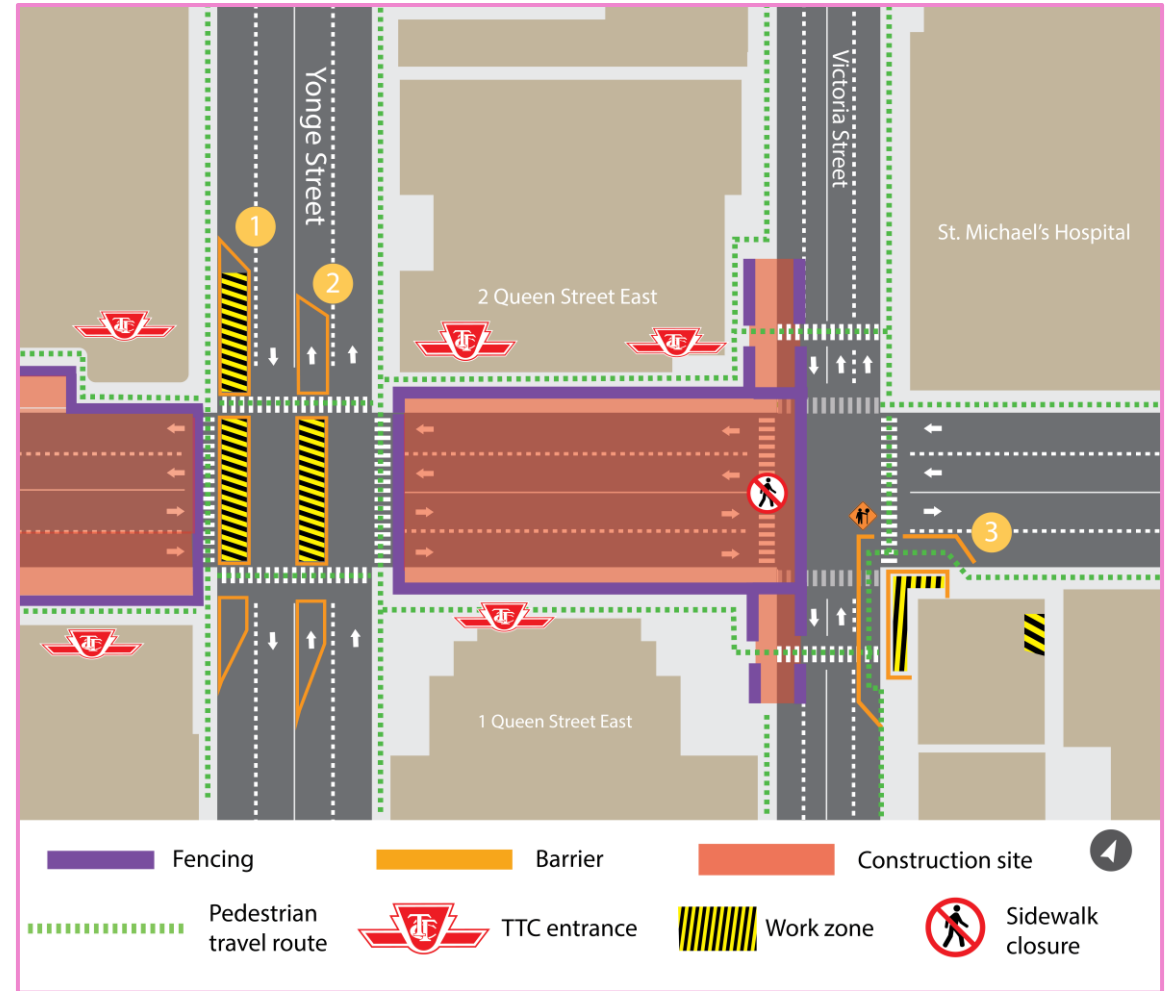 Yonge Street
Victoria Street
1
St. Michael's Hospital
2
2 Queen Street East
3
1 Queen Street East
Fencing
Barrier
Construction site
Pedestrian
travel route
TTC entrance
Work zone
Sidewalk
closure